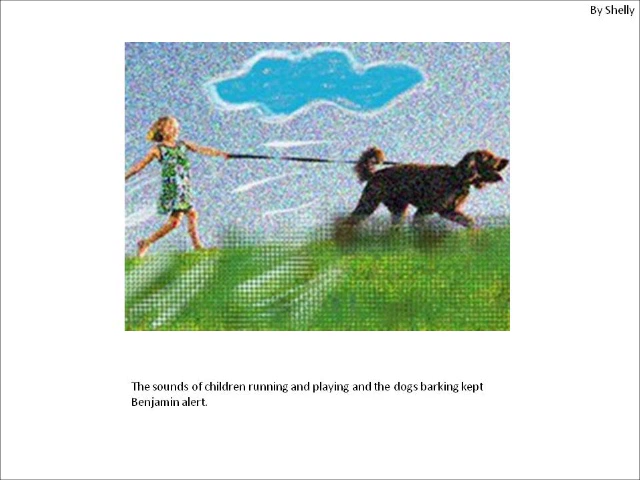 By Shelly
The sounds of children running and playing and the dogs barking kept
Benjamin alert.